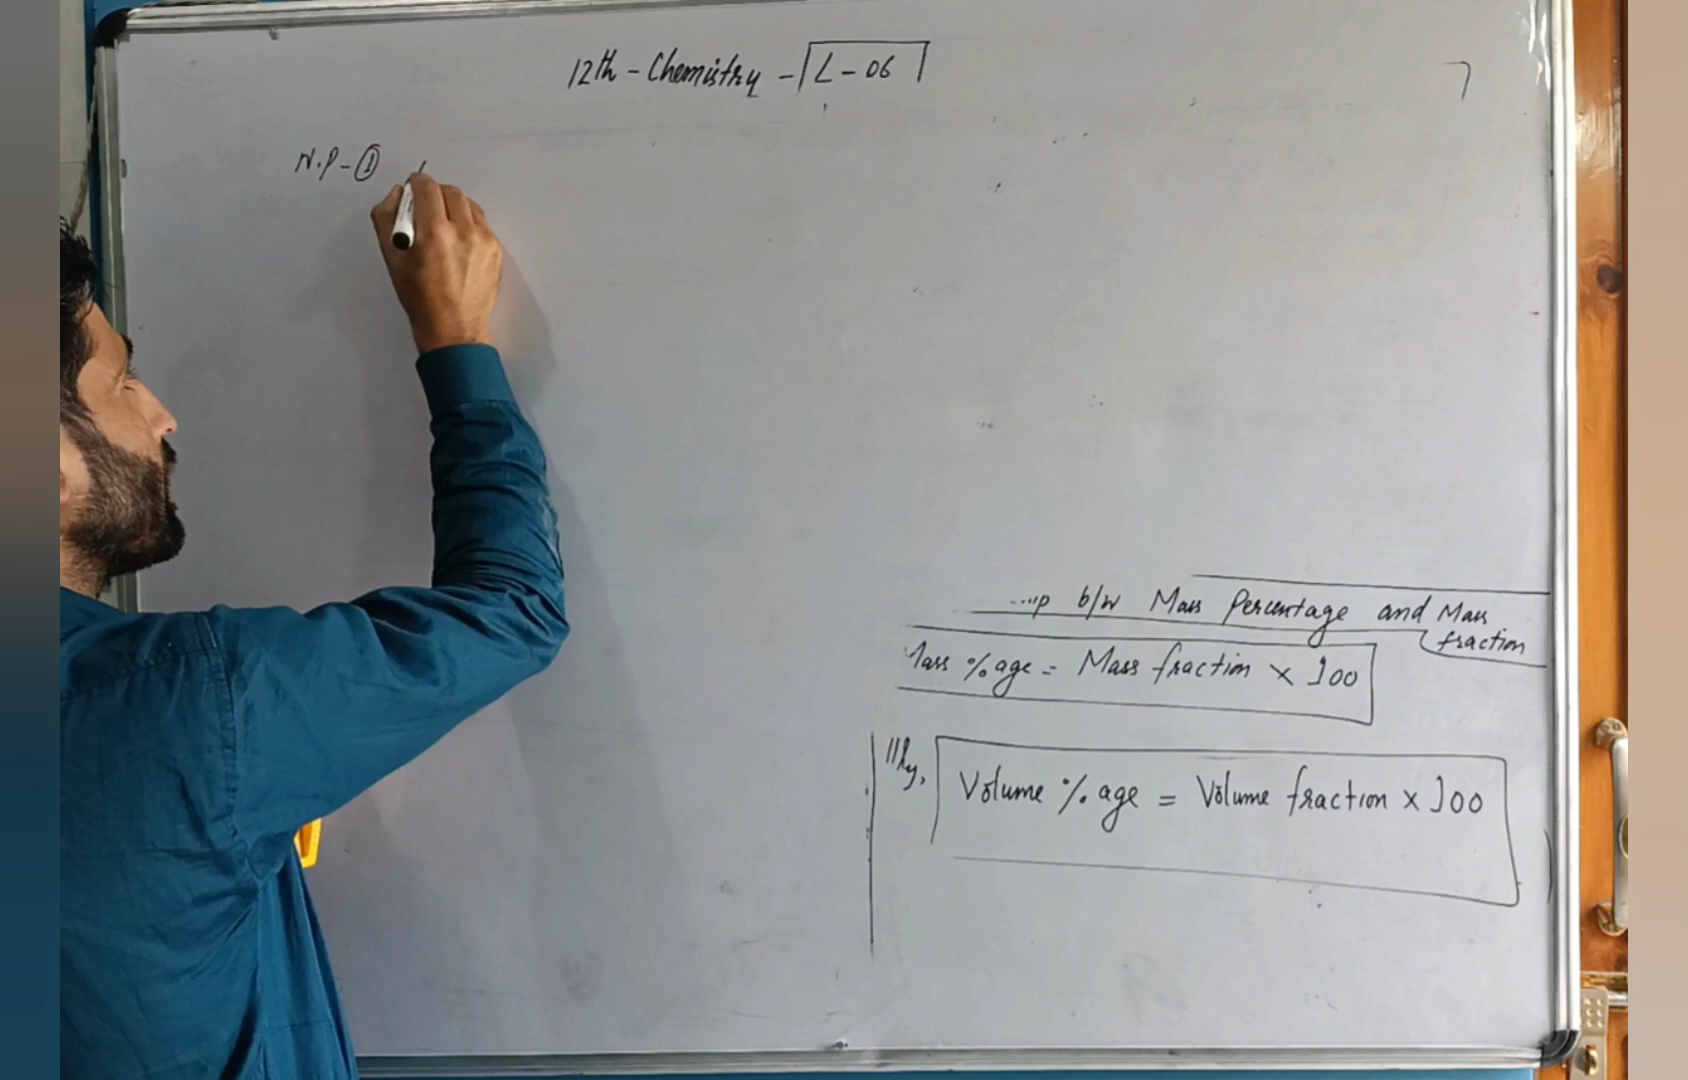 12th - Chemistry - L - 06
N.P - ①
b/w Mass Percentage and Mass
fraction
Mass %age = Mass fraction × 100
Illy, Volume %age = Volume fraction × 100